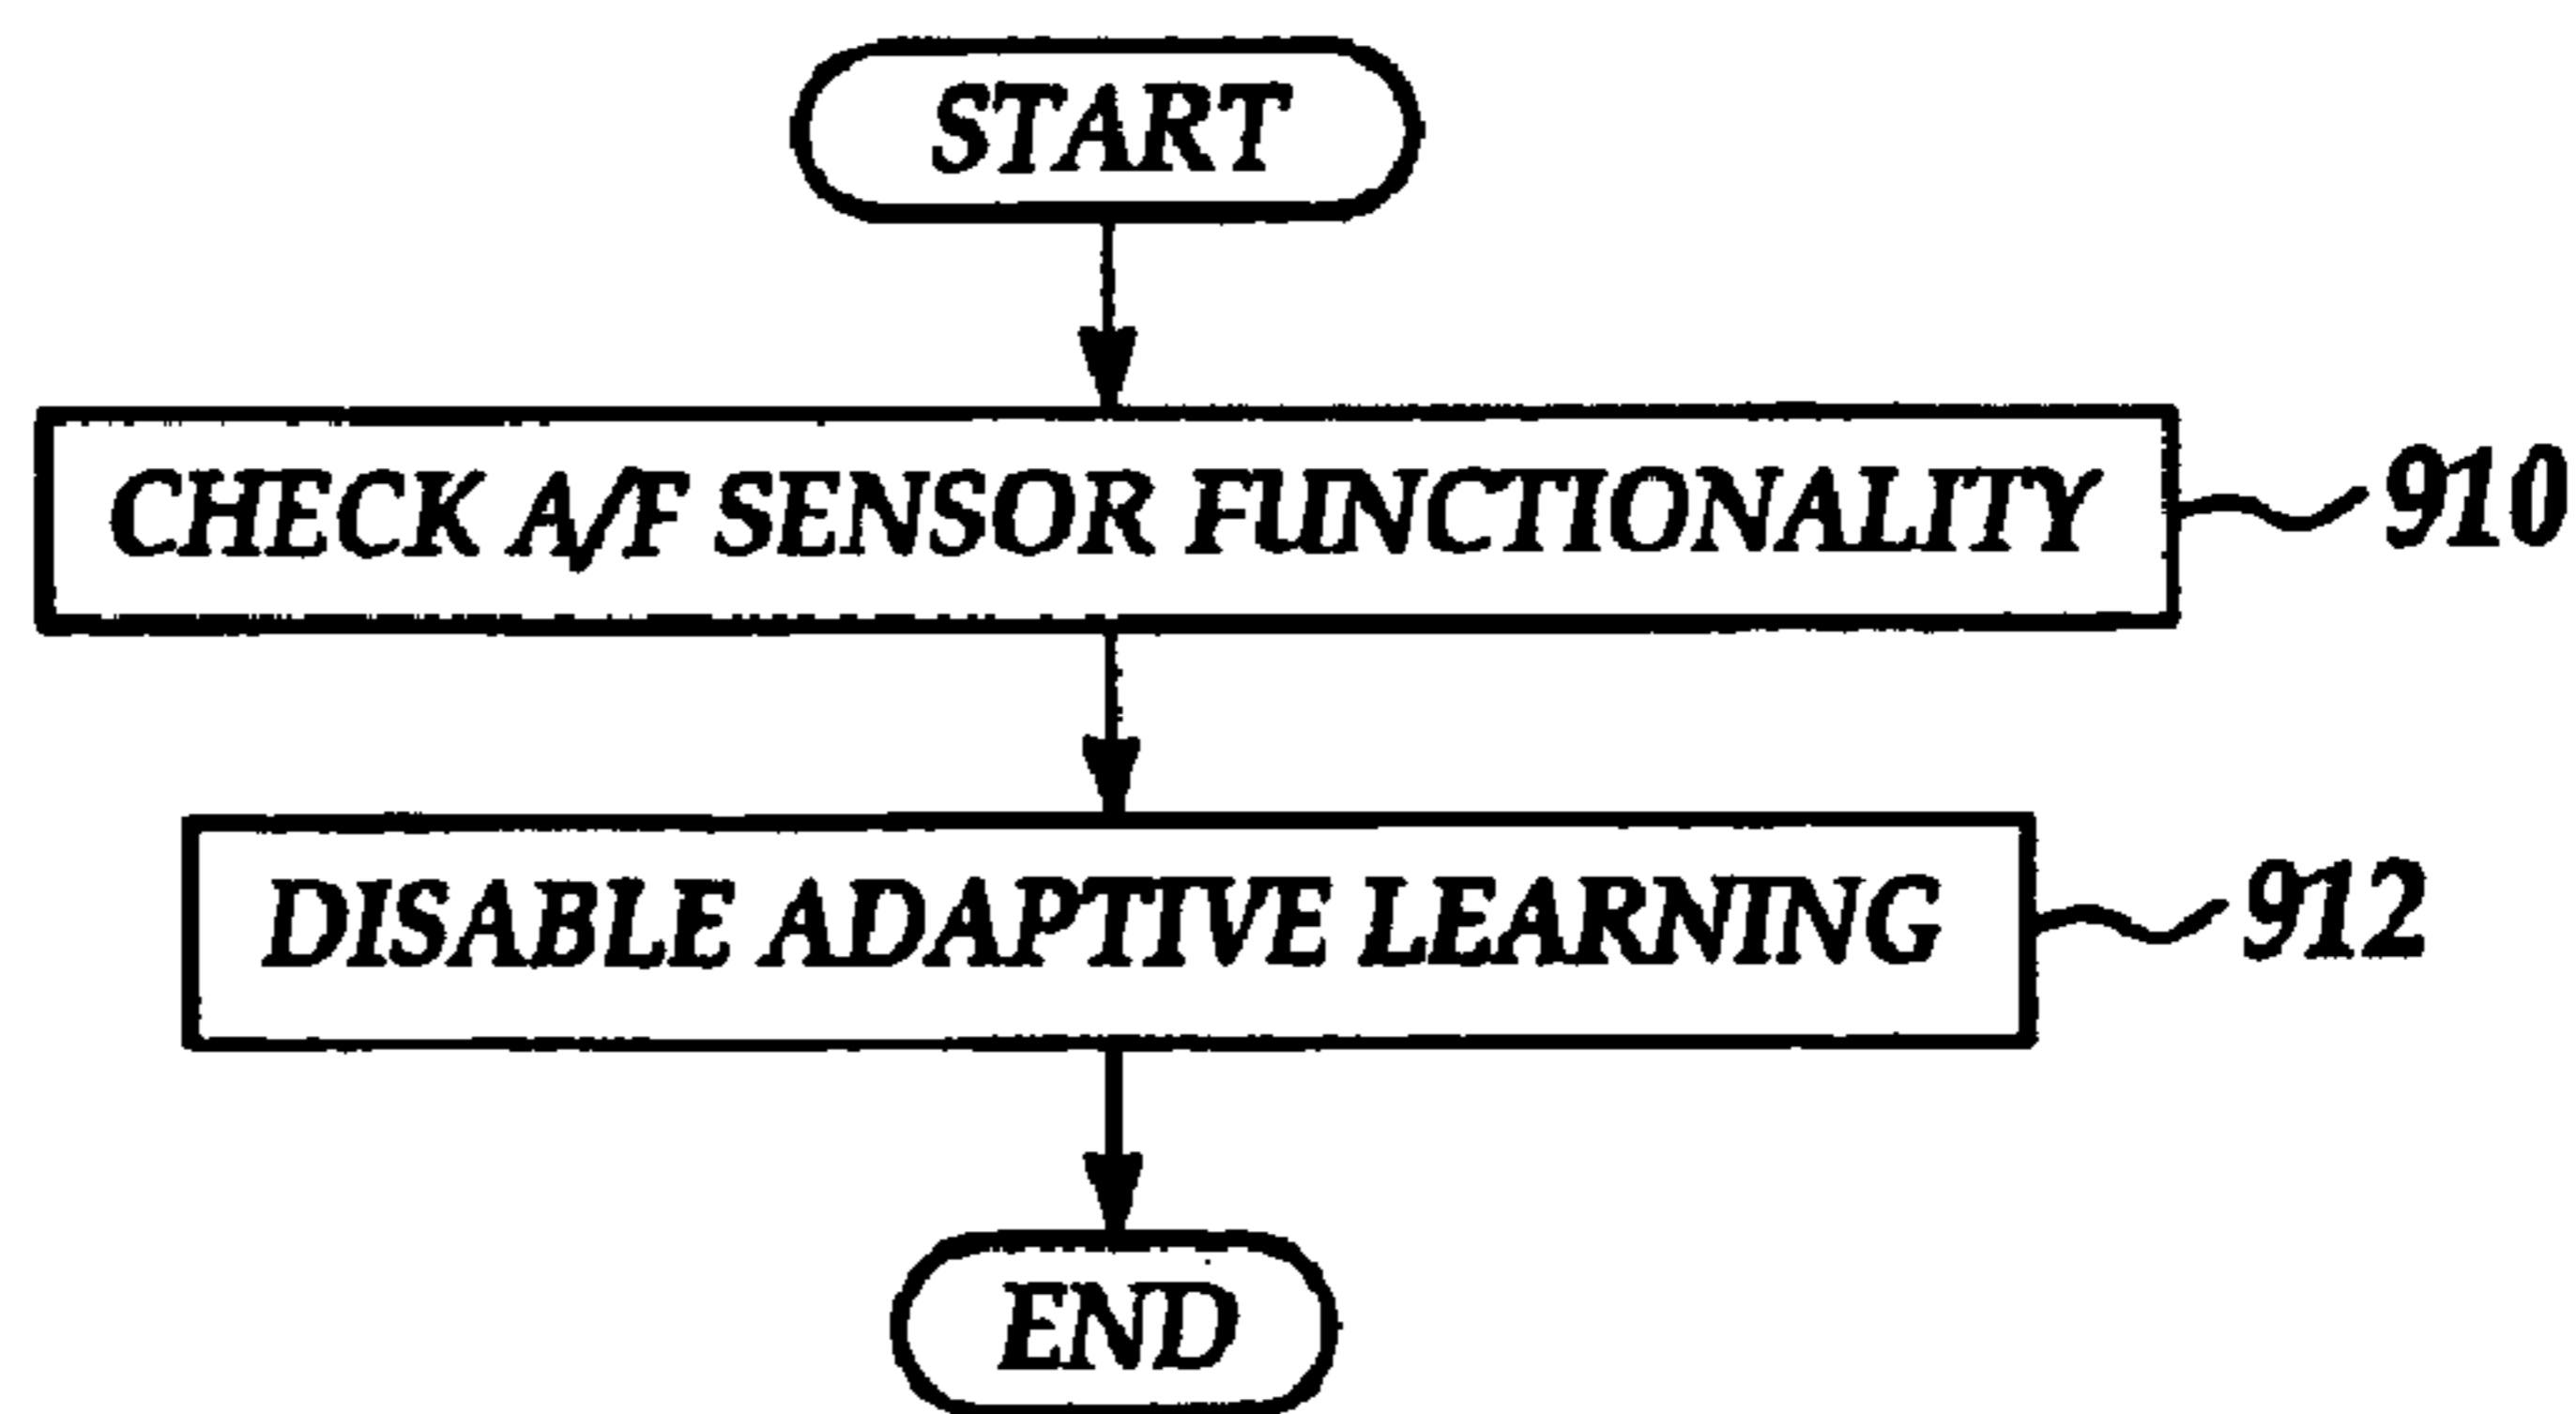 START
CHECK A/F SENSOR FUNCTIONALITY 910
DISABLE ADAPTIVE LEARNING 912
END